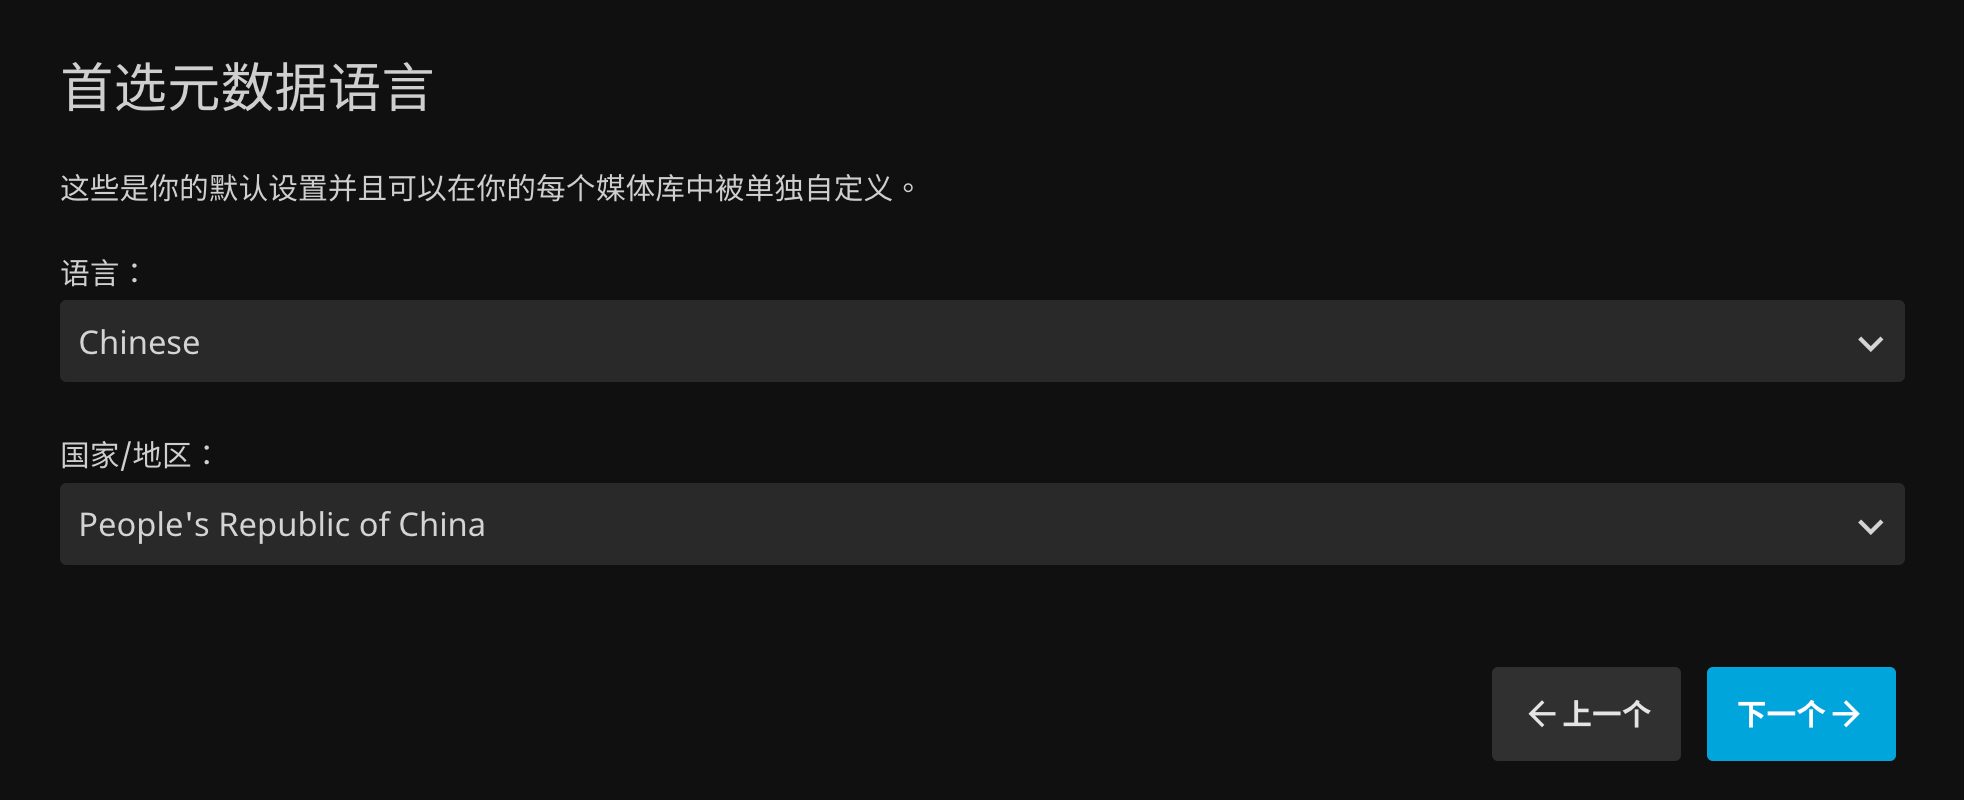 首选元数据语言
这些是你的默认设置并且可以在你的每个媒体库中被单独自定义。
语言：
Chinese
国家/地区：
People's Republic of China
上一个
下一个